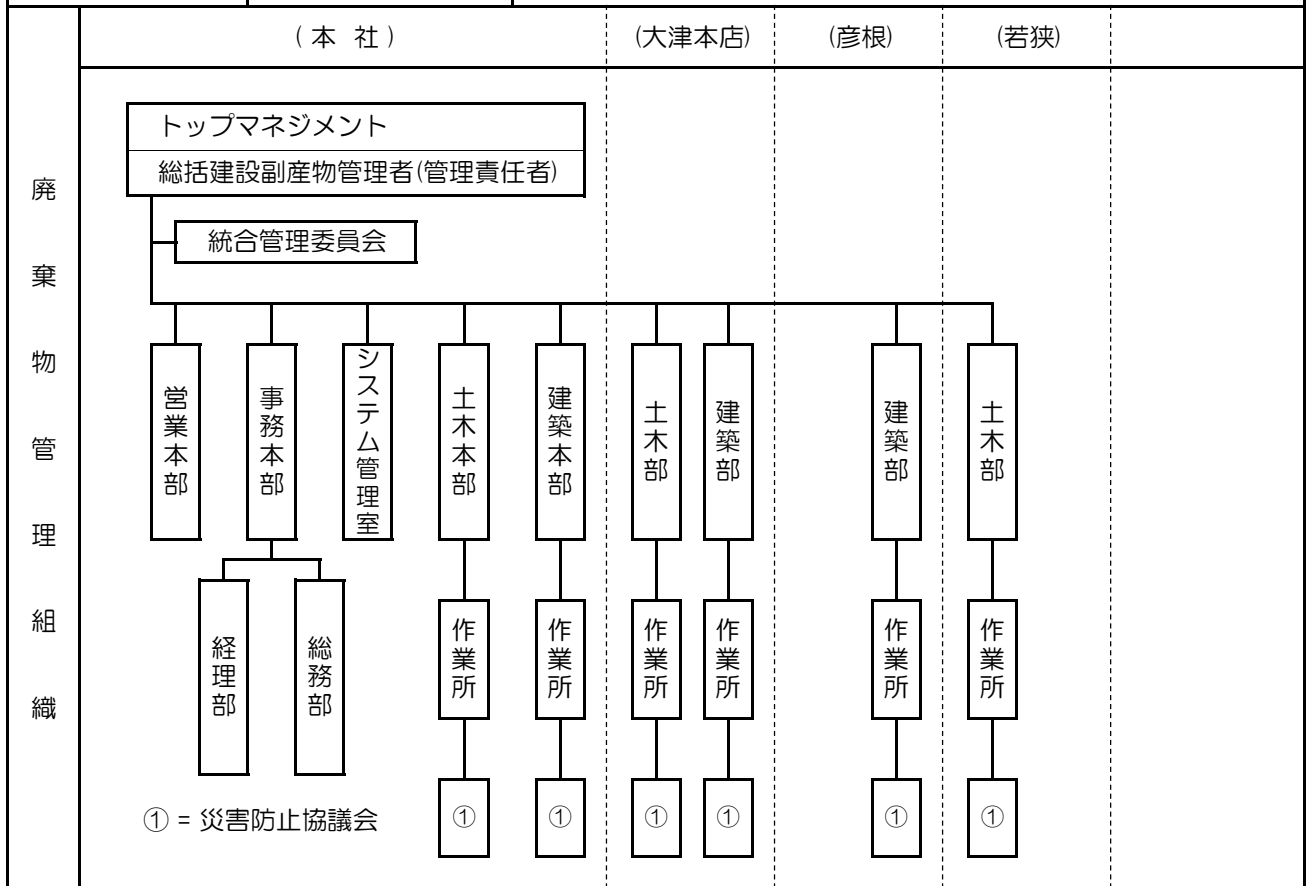 (本 社)
(大津本店)
(彦根)
(若狭)
廃棄物管理組織
トップマネジメント
総括建設副産物管理者(管理責任者)
統合管理委員会
営業本部
事務本部
システム管理室
土木本部
建築本部
土木部
建築部
建築部
土木部
経理部
総務部
作業所
作業所
作業所
作業所
作業所
作業所
① = 災害防止協議会
①
①
①
①
①
①